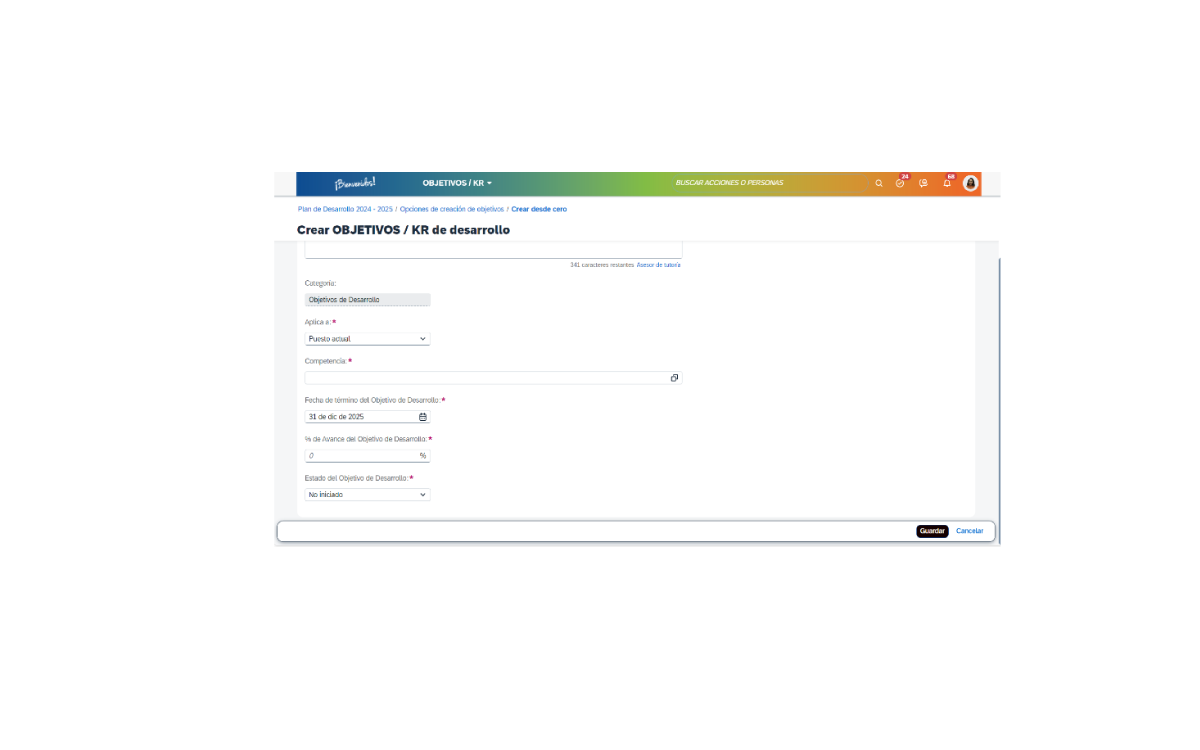 ¡Bienvenidos!
OBJETIVOS / KR
BUSCAR ACCIONES O PERSONAS
24
68
Plan de Desarrollo 2024 - 2025 / Opciones de creación de objetivos / Crear desde cero
Crear OBJETIVOS / KR de desarrollo
341 caracteres restantes Asesor de tutoría
Categoría:
Objetivos de Desarrollo
Aplica a: *
Puesto actual
Competencia: *
Fecha de término del Objetivo de Desarrollo: *
31 de dic de 2025
% de Avance del Objetivo de Desarrollo: *
0 %
Estado del Objetivo de Desarrollo: *
No iniciado
Guardar Cancelar